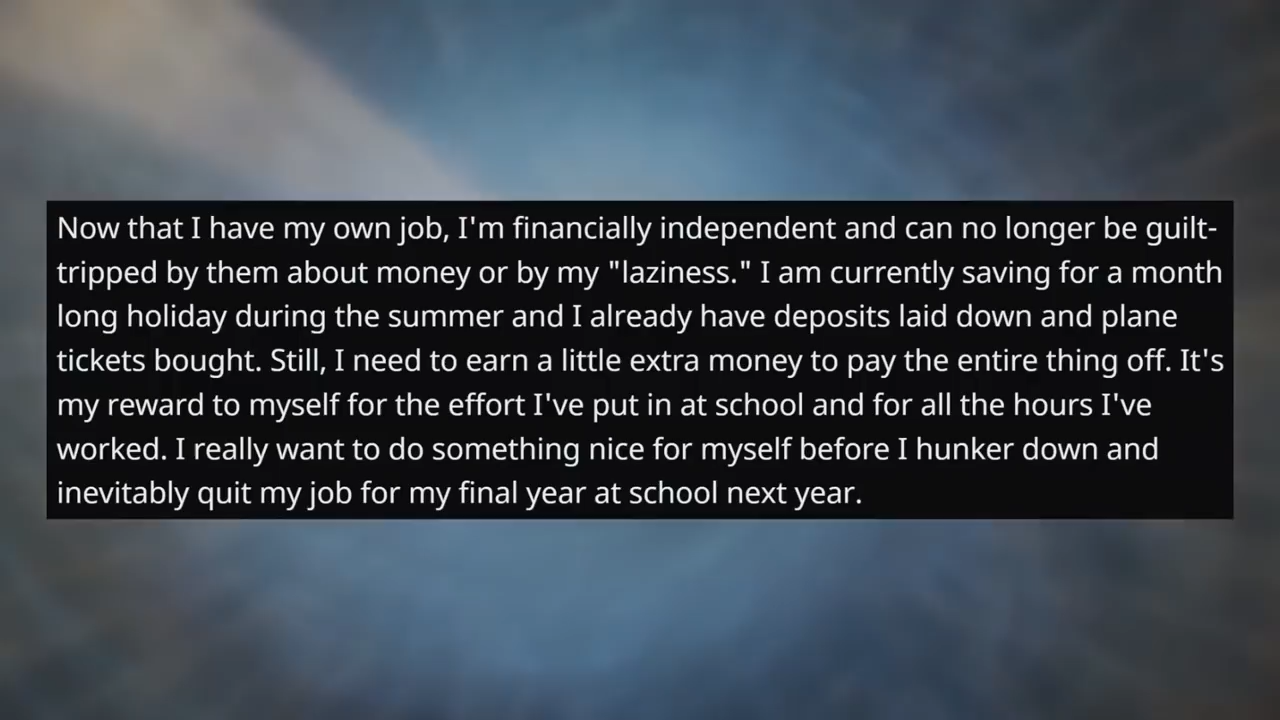 Now that I have my own job, I'm financially independent and can no longer be guilt-
tripped by them about money or by my "laziness." I am currently saving for a month
long holiday during the summer and I already have deposits laid down and plane
tickets bought. Still, I need to earn a little extra money to pay the entire thing off. It's
my reward to myself for the effort I've put in at school and for all the hours I've
worked. I really want to do something nice for myself before I hunker down and
inevitably quit my job for my final year at school next year.